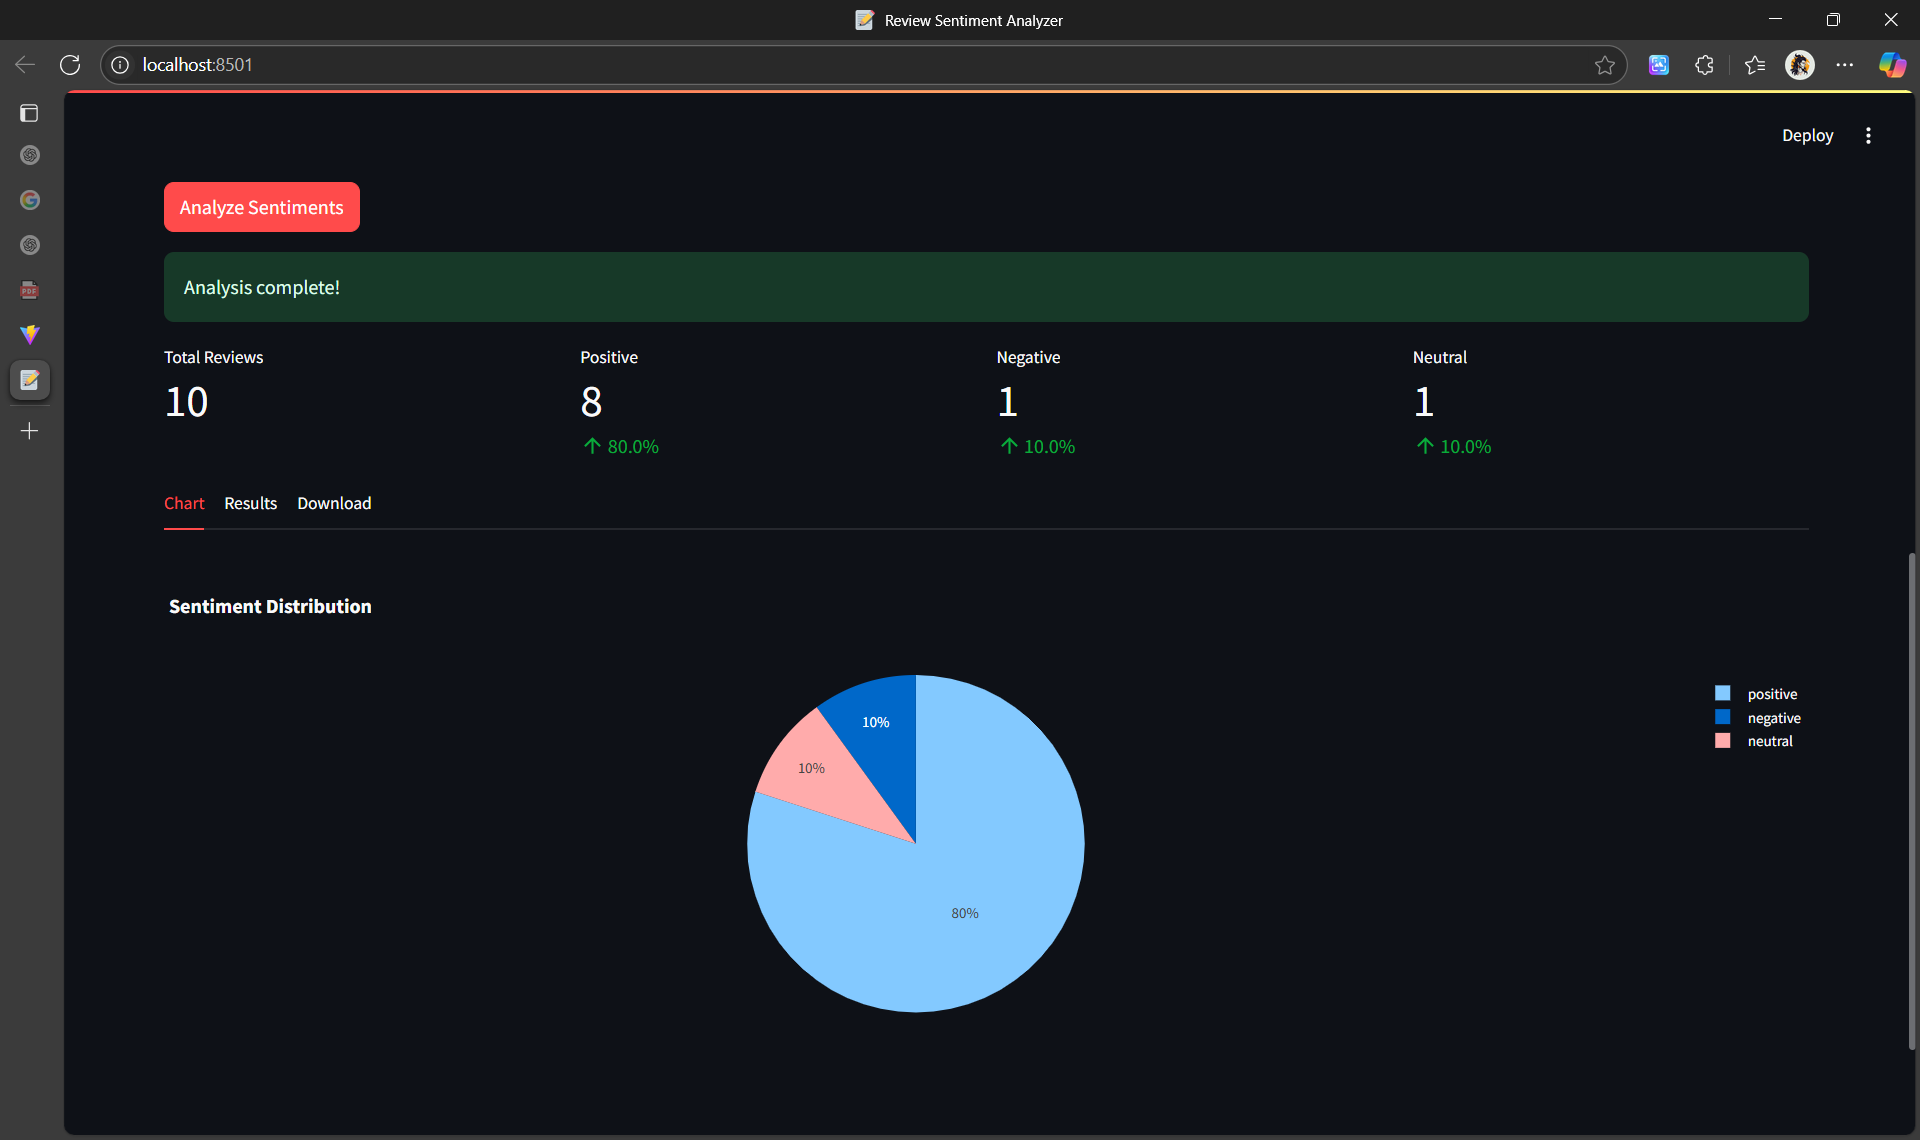 Review Sentiment Analyzer
localhost:8501
PDF
Deploy
Analyze Sentiments
Analysis complete!
Total Reviews
Positive
Negative
Neutral
10
8
1
1
↑ 80.0%
↑ 10.0%
↑ 10.0%
Chart
Results
Download
Sentiment Distribution
10%
10%
80%
positive
negative
neutral